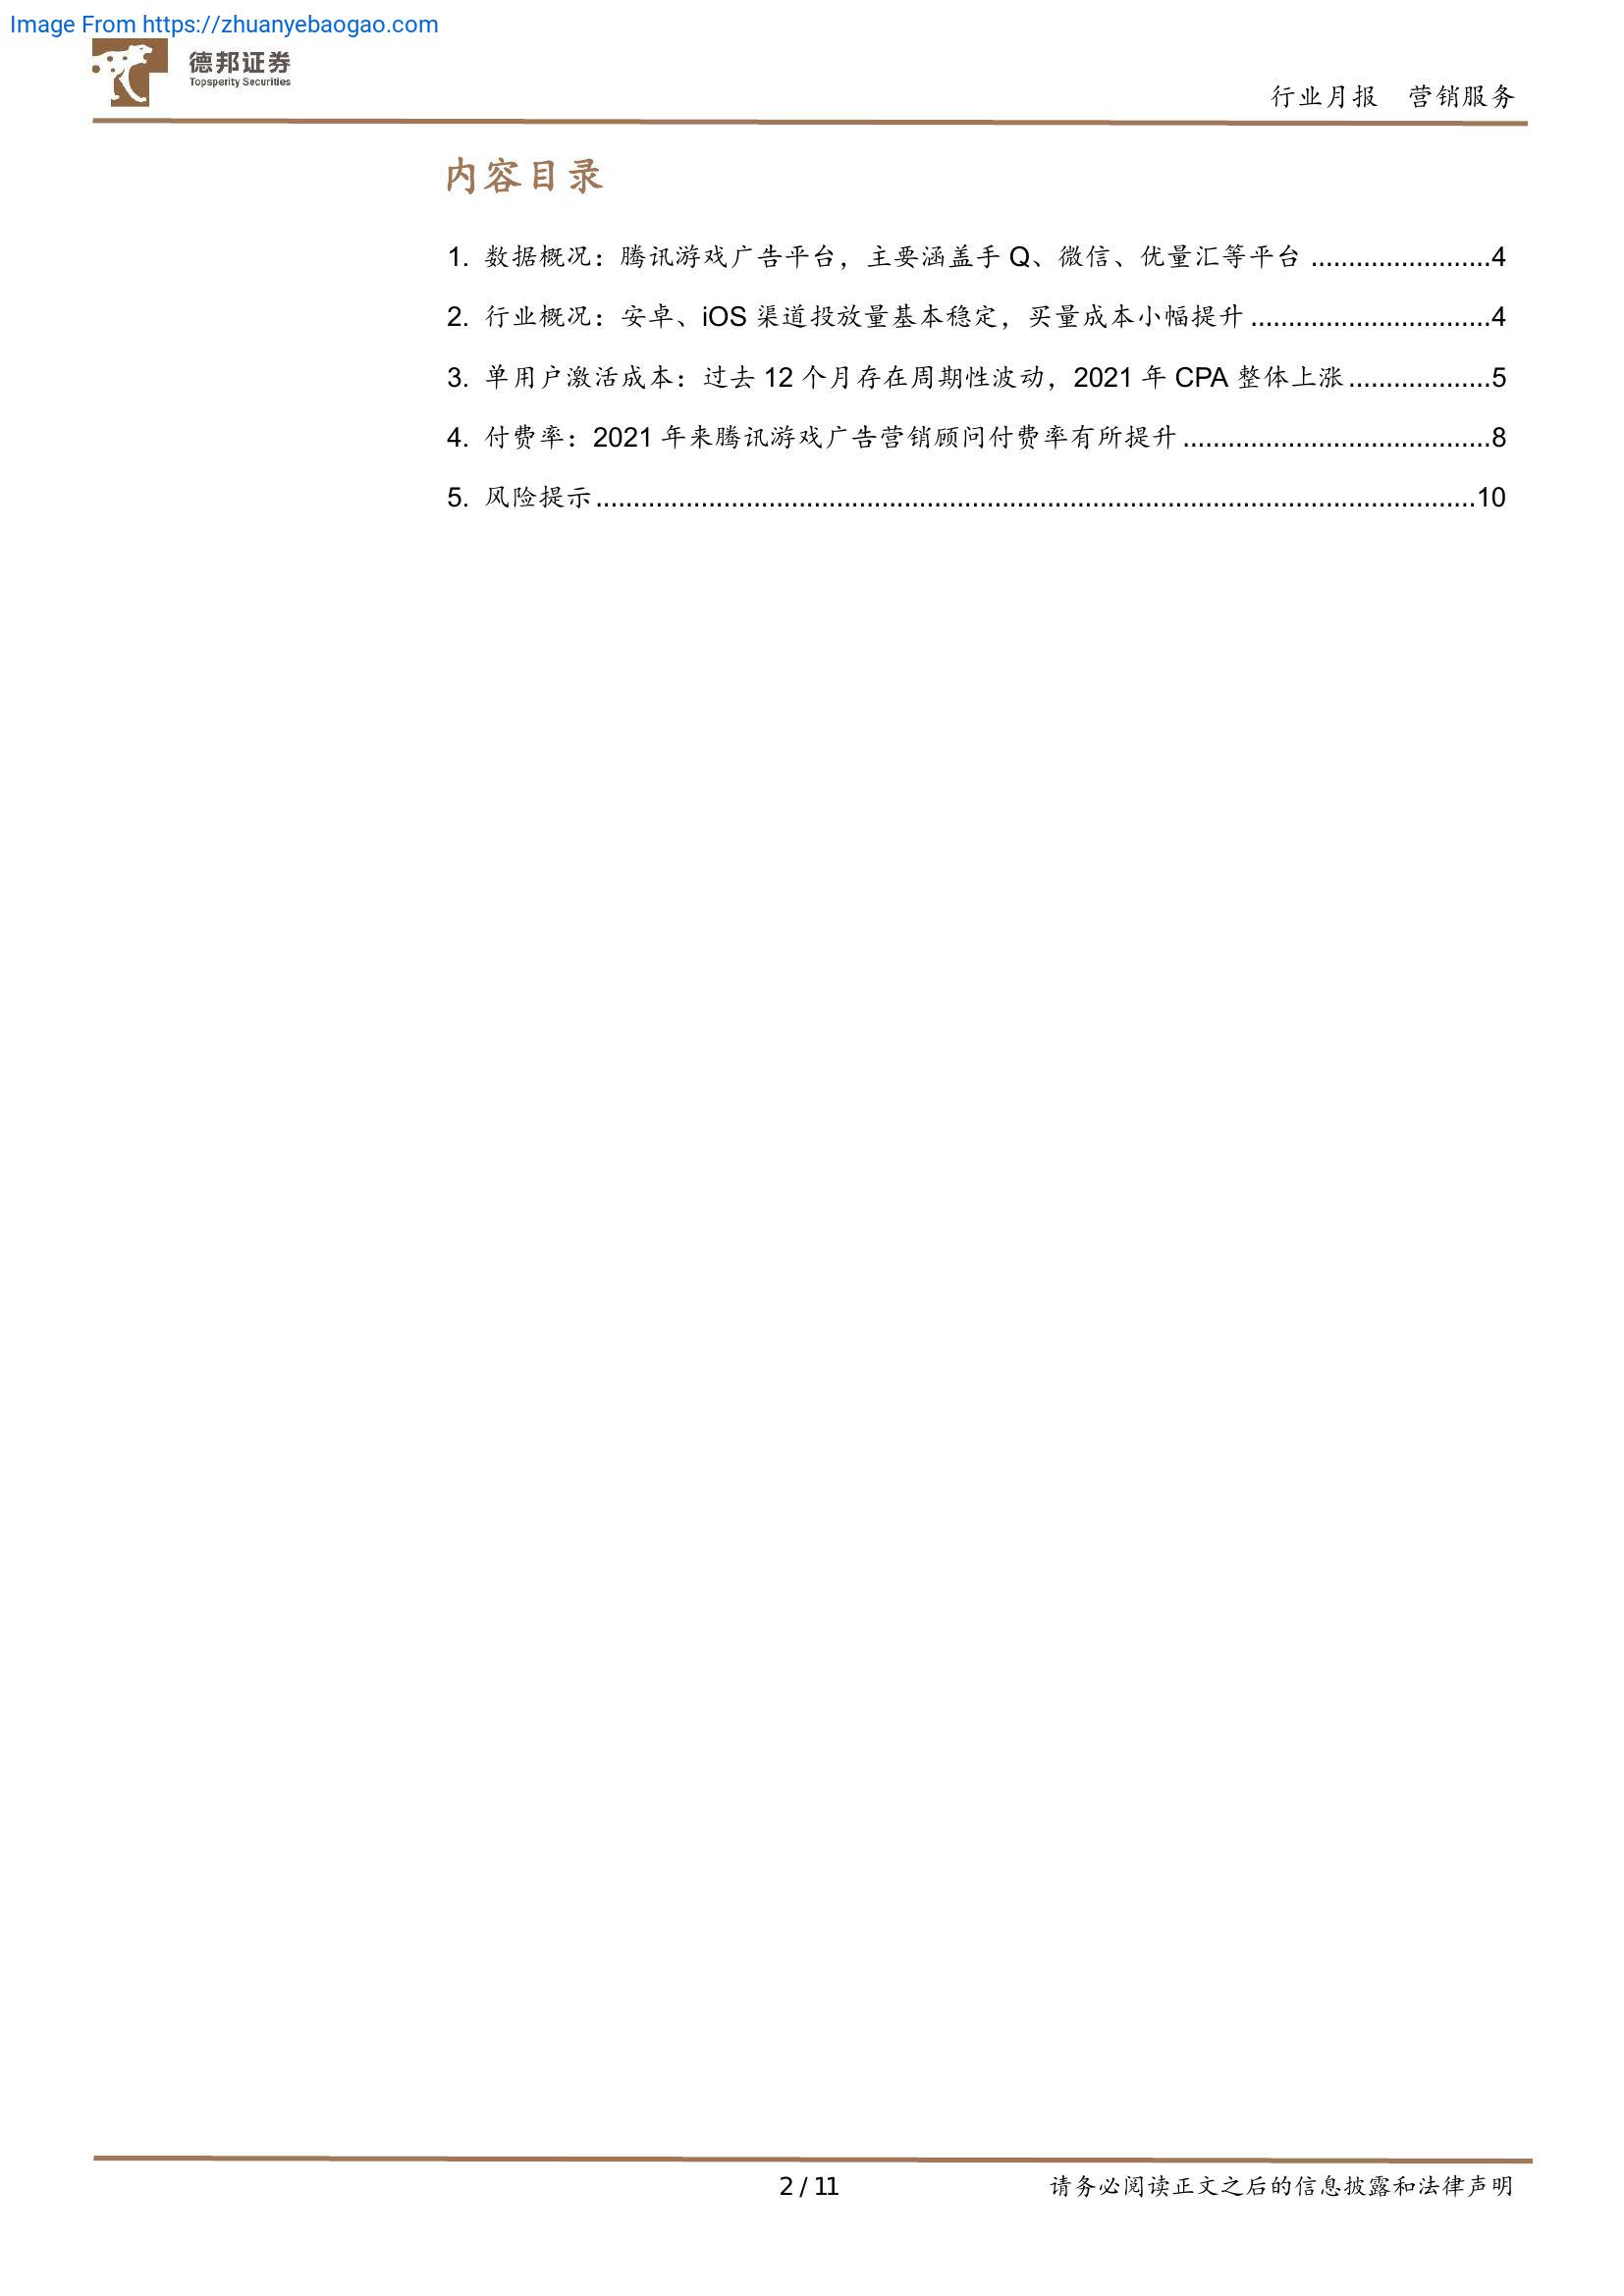 Image From https://zhuanyebaogao.com
德邦证券
Topsperity Securities
行业月报 营销服务
内容目录
1. 数据概况：腾讯游戏广告平台，主要涵盖手 Q、微信、优量汇等平台 ........................4
2. 行业概况：安卓、iOS 渠道投放量基本稳定，买量成本小幅提升 ................................4
3. 单用户激活成本：过去 12 个月存在周期性波动，2021 年 CPA 整体上涨 ...................5
4. 付费率：2021 年来腾讯游戏广告营销顾问付费率有所提升 .........................................8
5. 风险提示 .....................................................................................................................10
2 / 11
请务必阅读正文之后的信息披露和法律声明